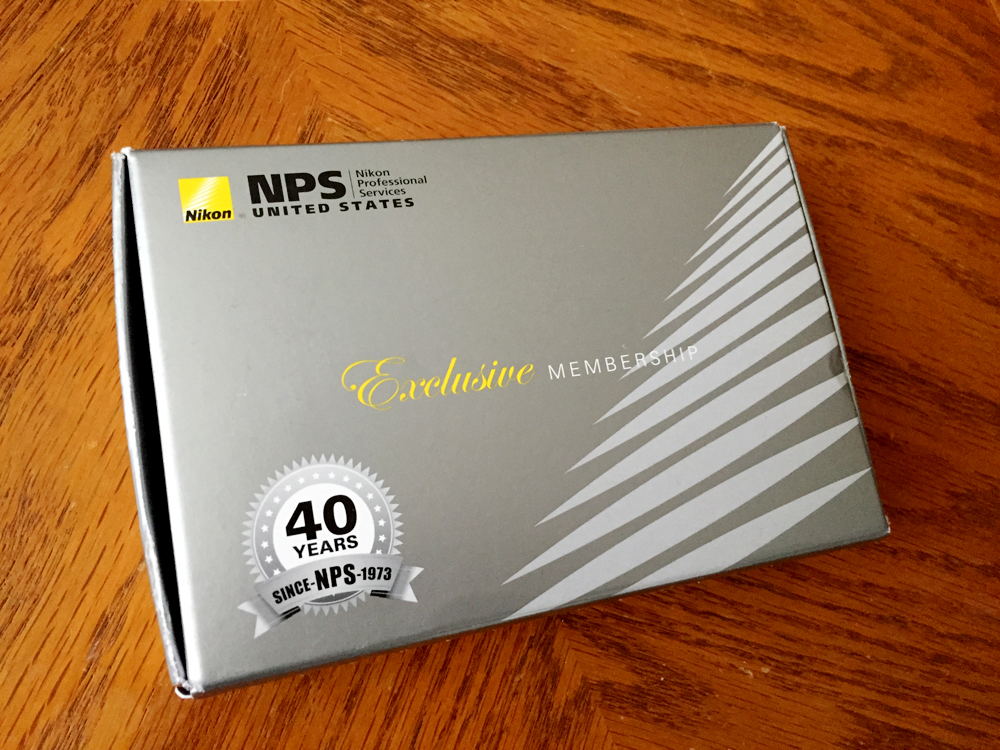 Nikon
NPS
Nikon
Professional
Services
UNITED STATES
Exclusive MEMBERSHIP
40
YEARS
SINCE-NPS-1973